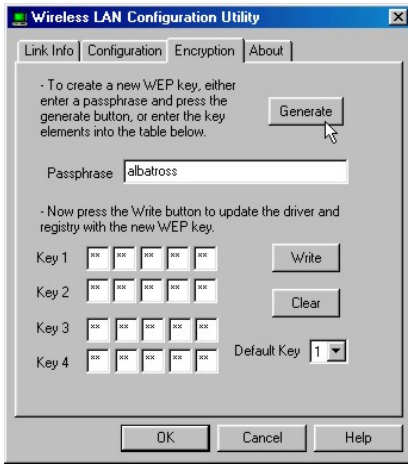 Wireless LAN Configuration Utility
Link Info Configuration Encryption About
- To create a new WEP key, either
enter a passphrase and press the
generate button, or enter the key
elements into the table below.
Generate
Passphrase albatross
- Now press the Write button to update the driver and
registry with the new WEP key.
Key 1 ** ** ** ** ** Write
Key 2 ** ** ** ** ** Clear
Key 3 ** ** ** ** **
Key 4 ** ** ** ** ** Default Key 1
OK Cancel Help